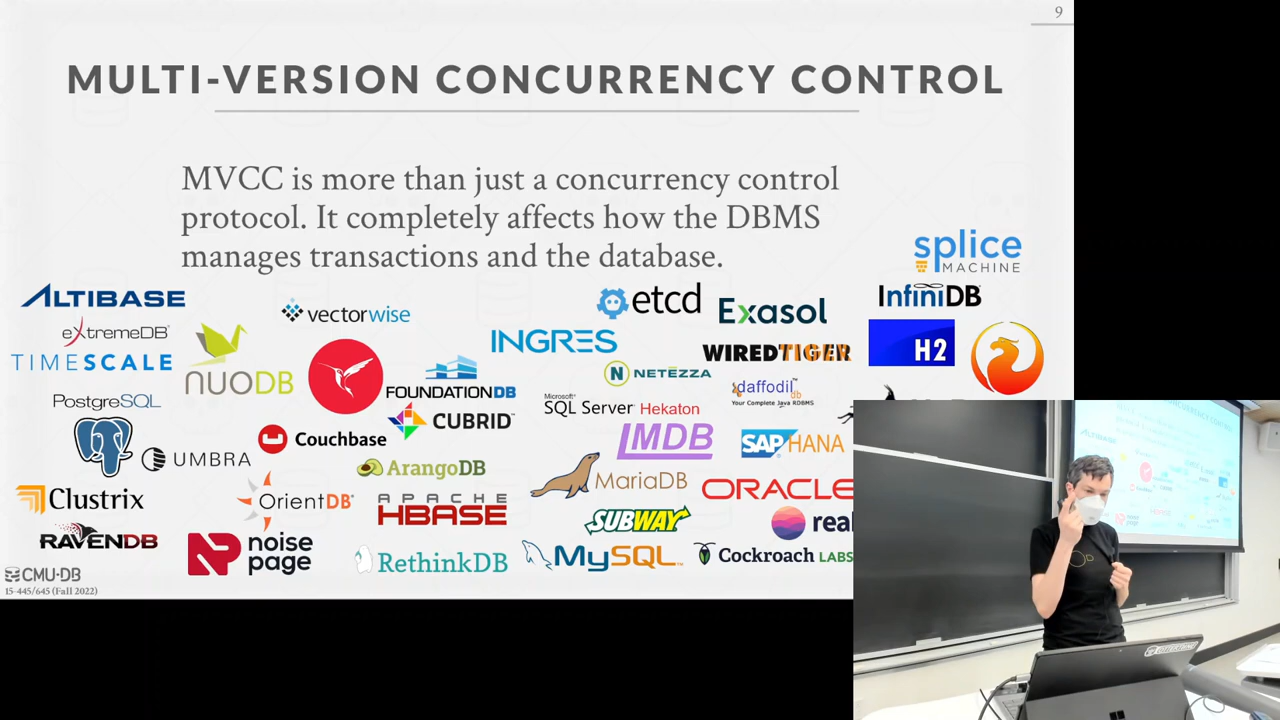 9
MULTI-VERSION CONCURRENCY CONTROL
MVCC is more than just a concurrency control
protocol. It completely affects how the DBMS
manages transactions and the database.
splice
MACHINE
ALTIBASE
vectorwise
etcd
Exasol
InfiniDB
eXtremeDB
TIMESCALE
NUODB
INGRES
WIREDTIGER
H2
FOUNDATIONDB
NETEZZA
daffodil
db
Your Complete Java RDBMS
PostgreSQL
CUBRID
Microsoft
SQL Server Hekaton
LMDB
SAP HANA
UMBRA
Couchbase
ArangoDB
MariaDB
ORACLE
Clustrix
OrientDB
APACHE
HBASE
SUBWAY
real
RAVENDB
noise
page
RethinkDB
MySQL
Cockroach LABS
CMU·DB
15-445/645 (Fall 2022)